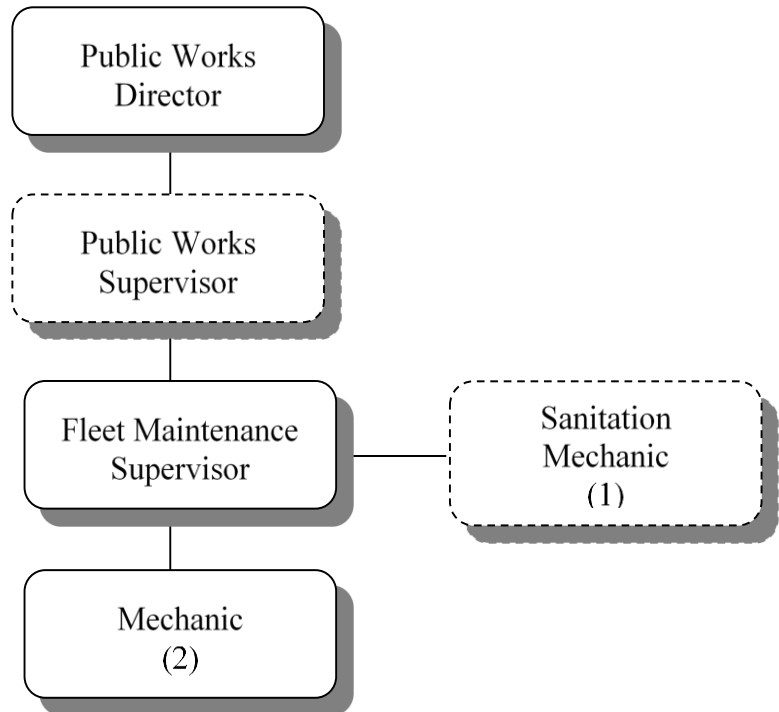 Public Works
Director
Public Works
Supervisor
Fleet Maintenance
Supervisor
Sanitation
Mechanic
(1)
Mechanic
(2)